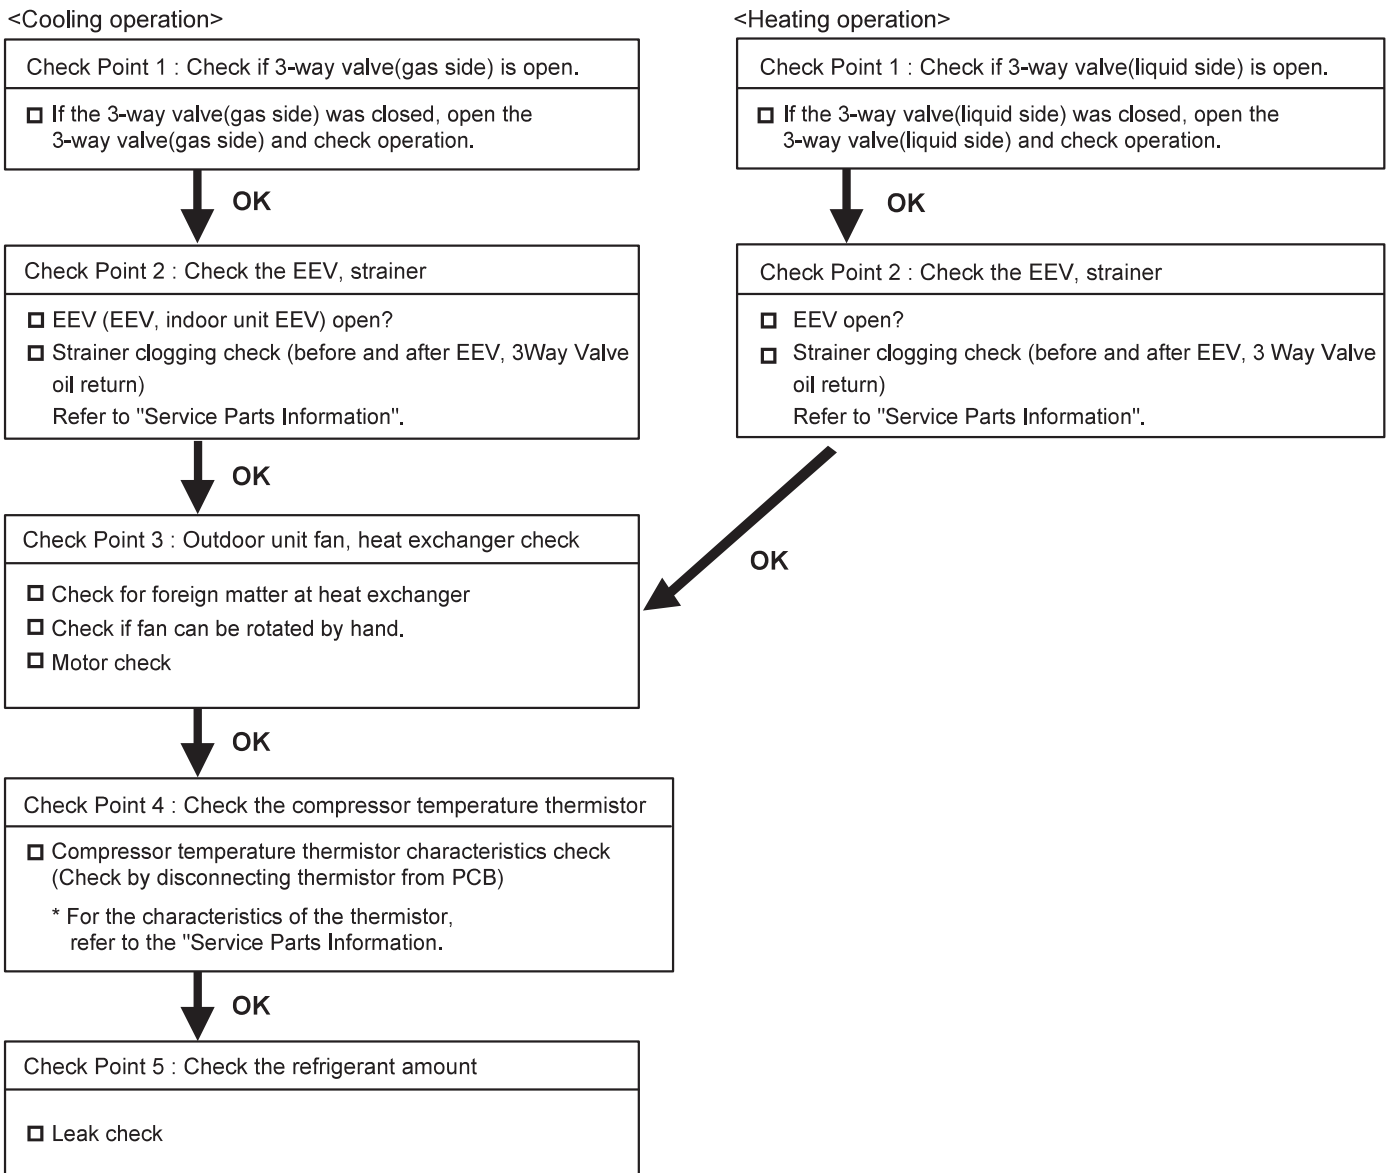 <Cooling operation>
Check Point 1 : Check if 3-way valve(gas side) is open.
If the 3-way valve(gas side) was closed, open the
3-way valve(gas side) and check operation.
OK
Check Point 2 : Check the EEV, strainer
EEV (EEV, indoor unit EEV) open?
Strainer clogging check (before and after EEV, 3Way Valve
oil return)
Refer to "Service Parts Information".
OK
<Heating operation>
Check Point 1 : Check if 3-way valve(liquid side) is open.
If the 3-way valve(liquid side) was closed, open the
3-way valve(liquid side) and check operation.
OK
Check Point 2 : Check the EEV, strainer
EEV open?
Strainer clogging check (before and after EEV, 3 Way Valve
oil return)
Refer to "Service Parts Information".
OK
Check Point 3 : Outdoor unit fan, heat exchanger check
Check for foreign matter at heat exchanger
Check if fan can be rotated by hand.
Motor check
OK
Check Point 4 : Check the compressor temperature thermistor
Compressor temperature thermistor characteristics check
(Check by disconnecting thermistor from PCB)
* For the characteristics of the thermistor,
refer to the "Service Parts Information.
OK
Check Point 5 : Check the refrigerant amount
Leak check